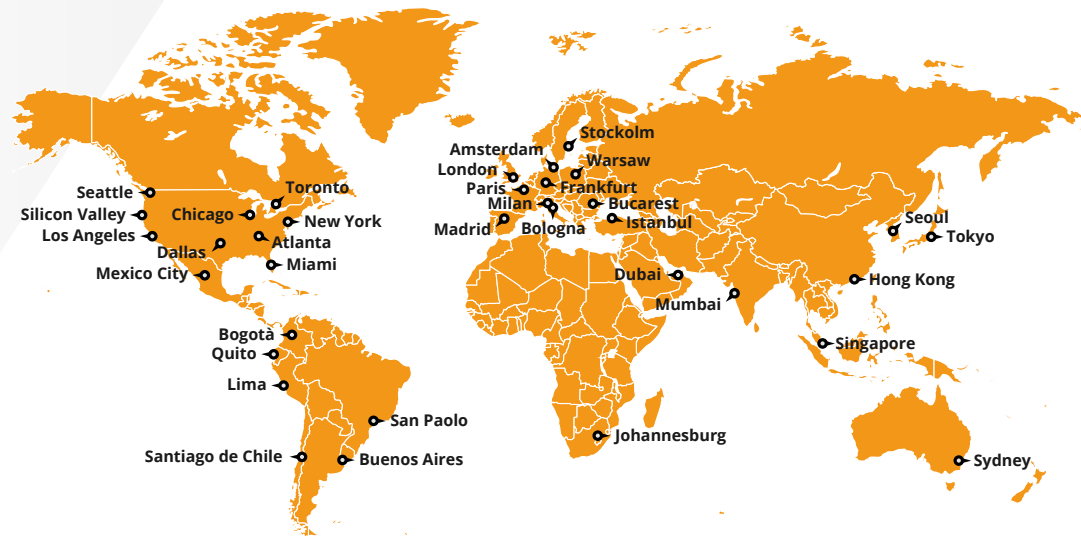 Stockolm
Amsterdam
Warsaw
London
Frankfurt
Paris
Milan
Bucarest
Madrid
Bologna
Istanbul
Seattle
Toronto
Silicon Valley
Chicago
New York
Los Angeles
Atlanta
Dallas
Miami
Mexico City
Seoul
Tokyo
Dubai
Hong Kong
Mumbai
Singapore
Bogotà
Quito
Lima
San Paolo
Johannesburg
Santiago de Chile
Buenos Aires
Sydney